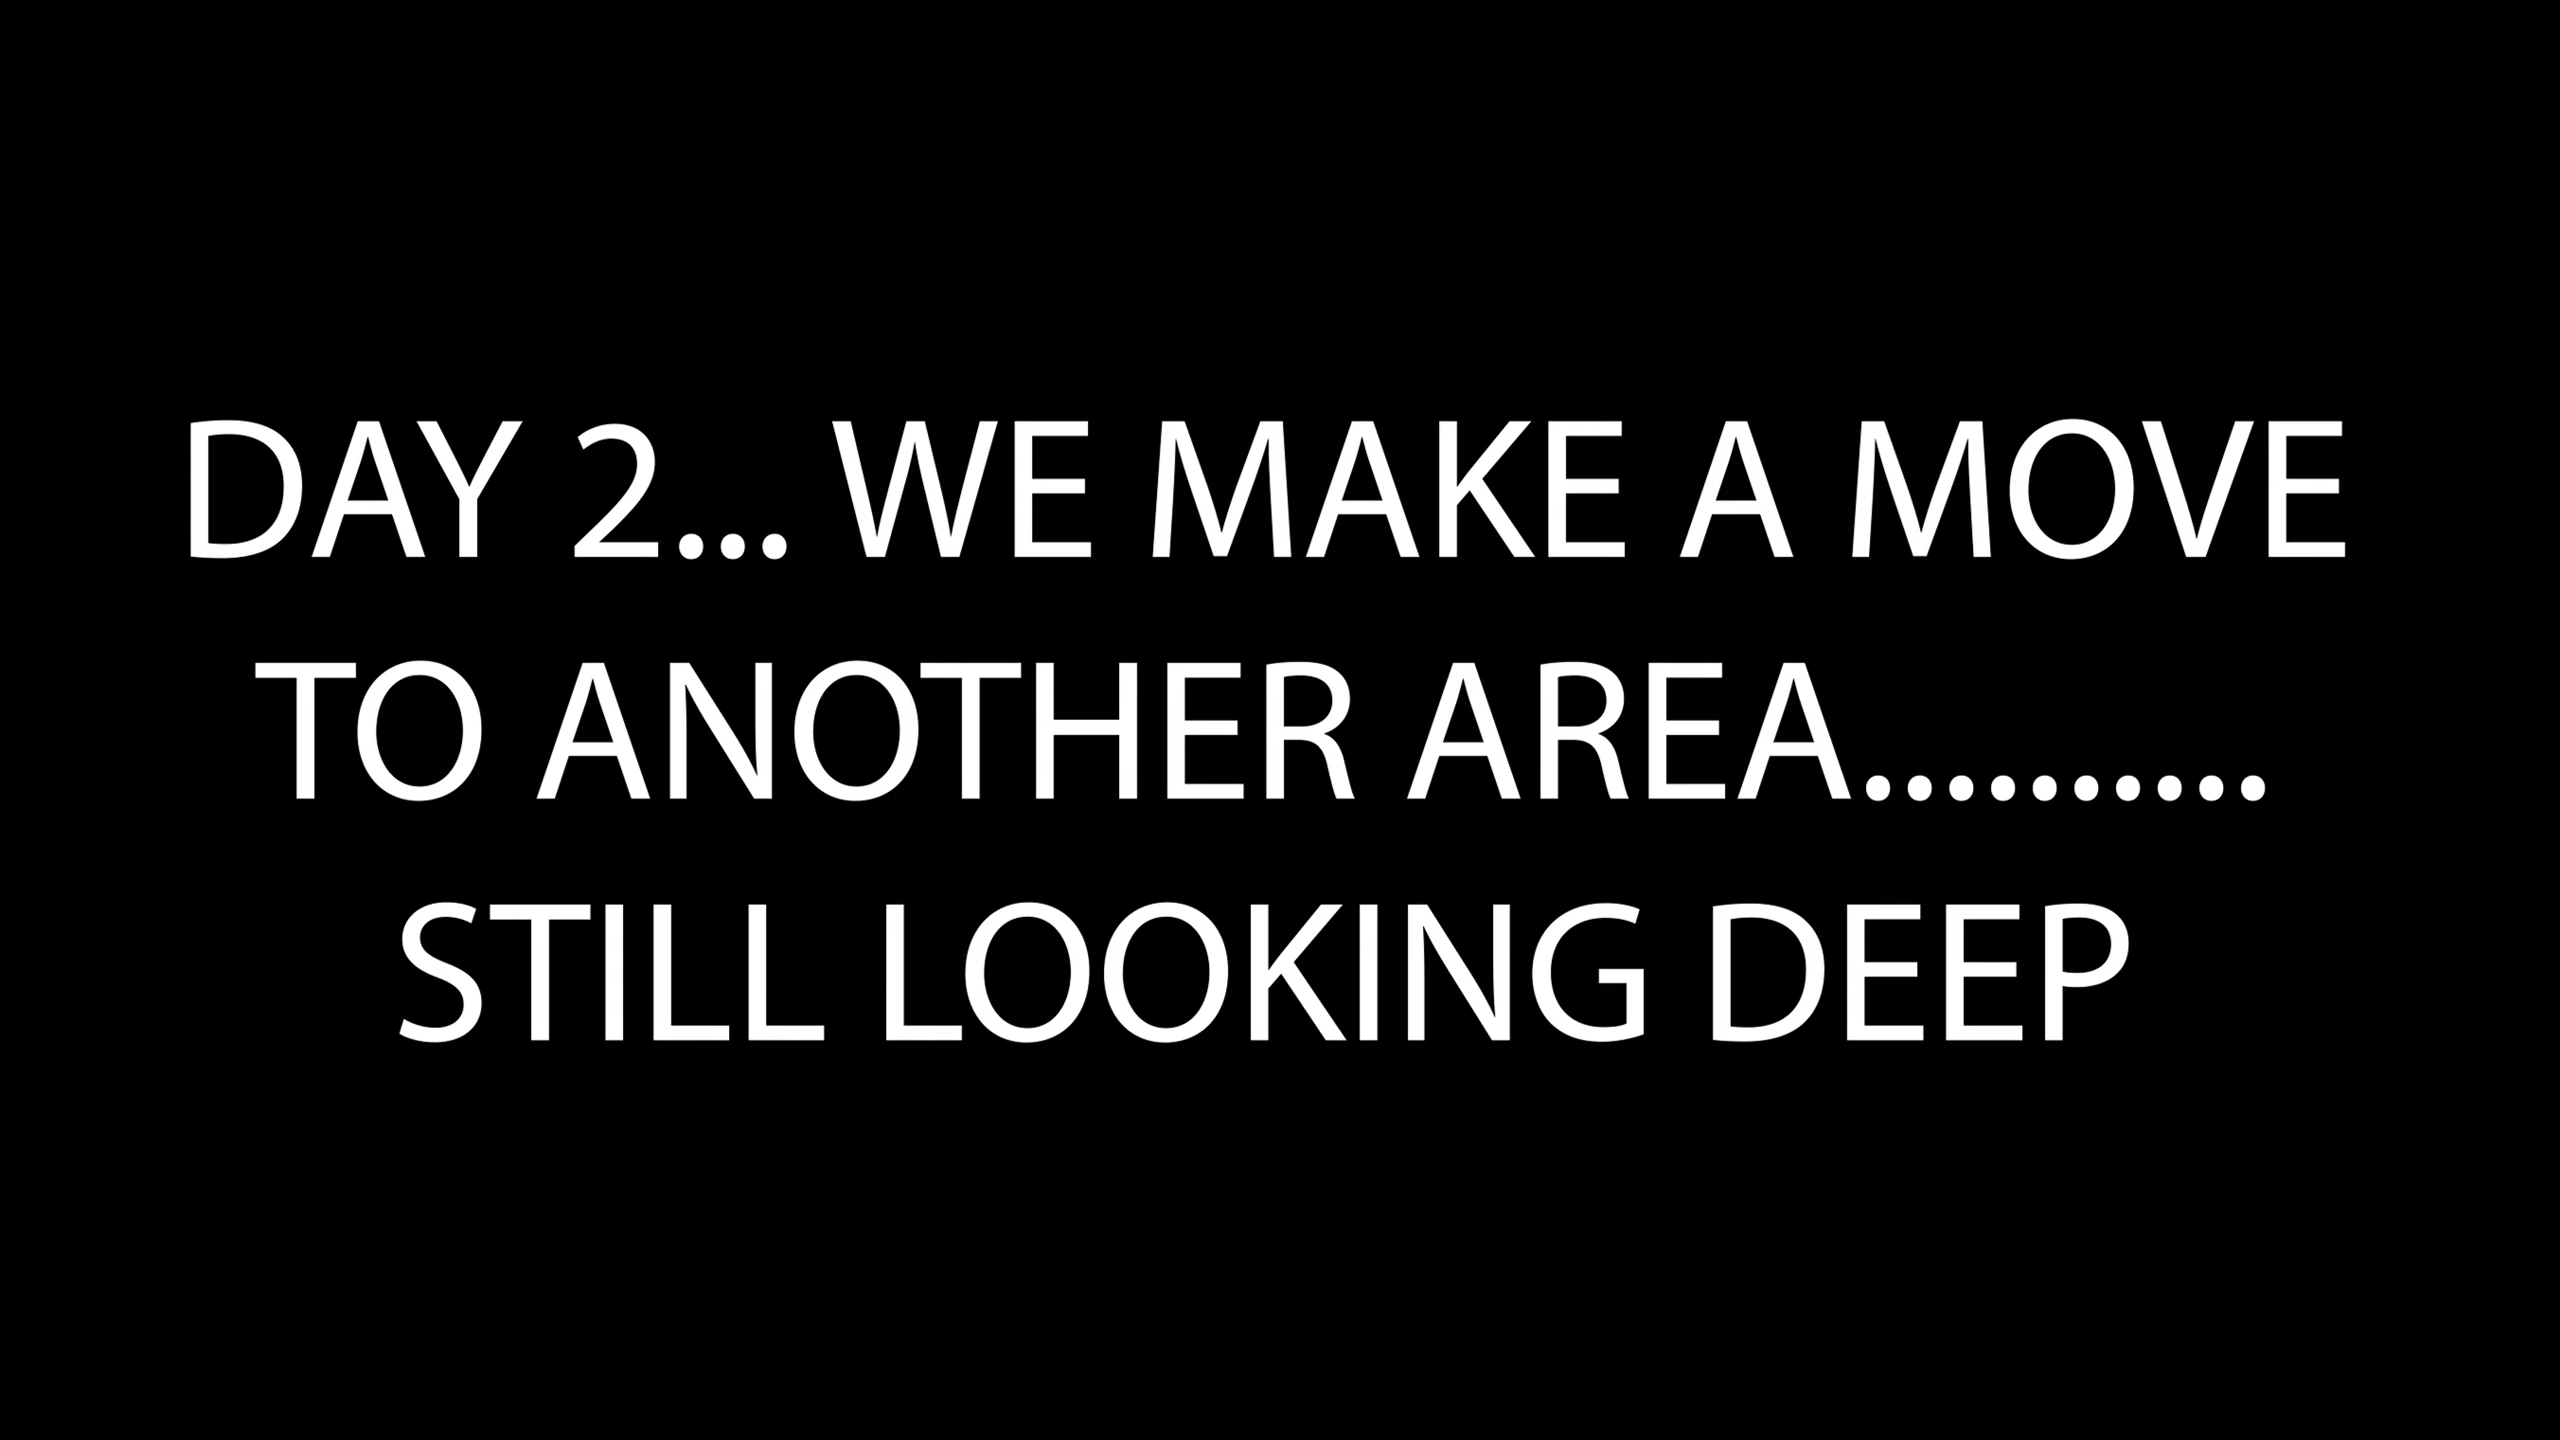 DAY 2... WE MAKE A MOVE
TO ANOTHER AREA..........
STILL LOOKING DEEP